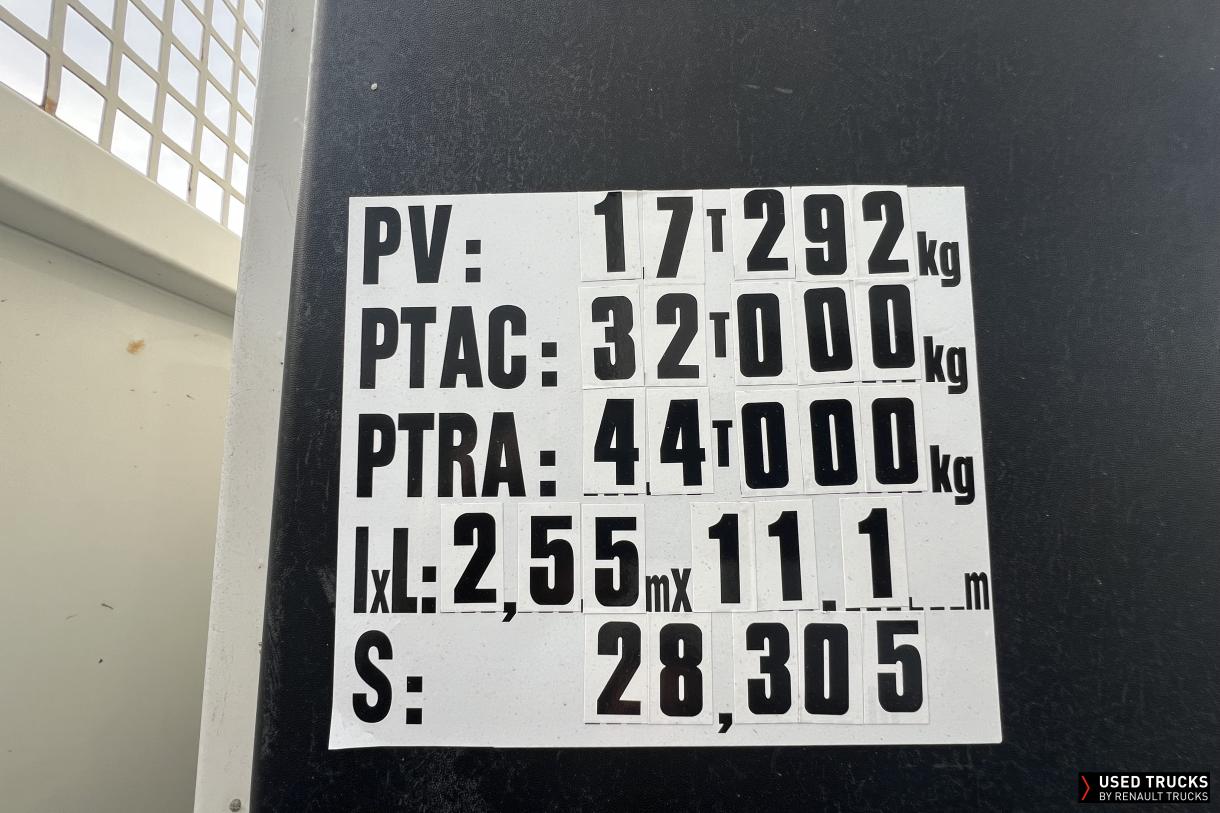 PV: 17T292kg
PTAC: 32T000kg
PTRA: 44T000kg
lxL: 2,55mx11.1m
S: 28,305
USED TRUCKS
BY RENAULT TRUCKS